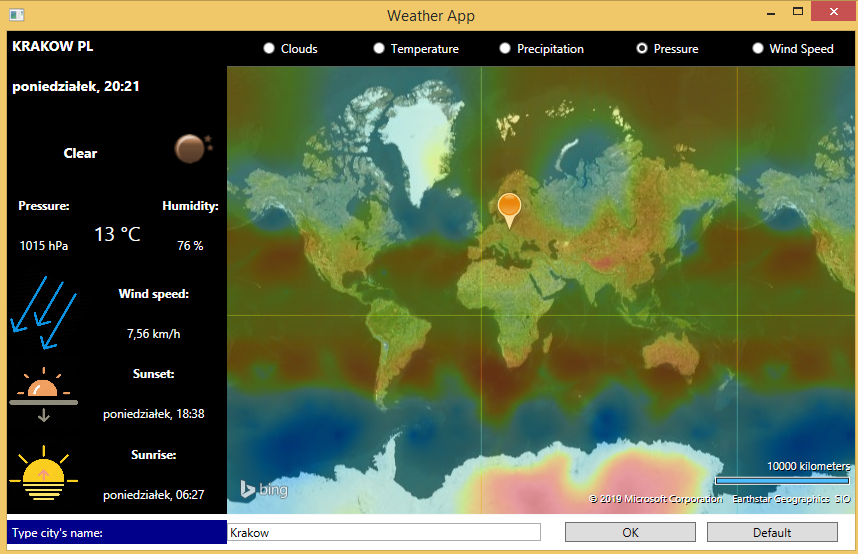 Weather App
KRAKOW PL
Clouds
Temperature
Precipitation
Pressure
Wind Speed
poniedziałek, 20:21
Clear
Pressure:
Humidity:
1015 hPa
13 °C
76 %
Wind speed:
7,56 km/h
Sunset:
poniedziałek, 18:38
Sunrise:
poniedziałek, 06:27
10000 kilometers
bing
© 2019 Microsoft Corporation Earthstar Geographics SIO
Type city's name:
Krakow
OK
Default